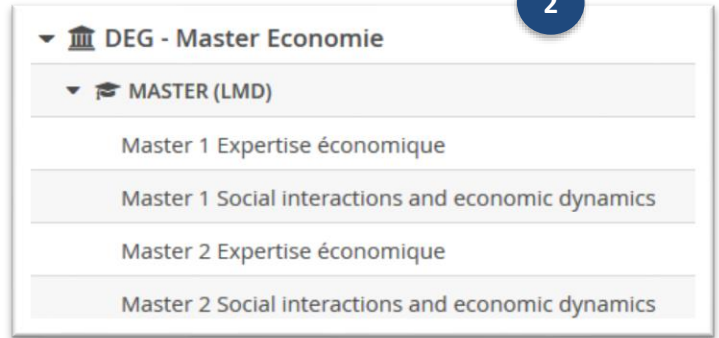 2
DEG - Master Economie
MASTER (LMD)
Master 1 Expertise économique
Master 1 Social interactions and economic dynamics
Master 2 Expertise économique
Master 2 Social interactions and economic dynamics